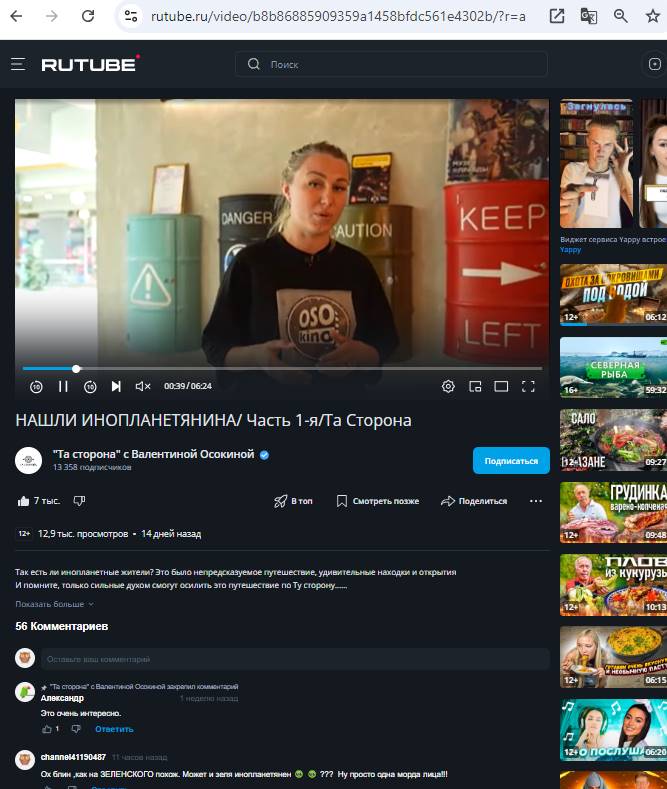 rutube.ru/video/b8b86885909359a1458bfdc561e4302b/?r=a
RUTUBE
Поиск
DANGER
CAUTION
KEEP
LEFT
OSO
kino
00:39 / 06:24
НАШЛИ ИНОПЛАНЕТЯНИНА/ Часть 1-я/Та Сторона
"Та сторона" с Валентиной Осокиной
13 358 подписчиков
Подписаться
7 тыс.
В топ
Смотреть позже
Поделиться
12+ 12,9 тыс. просмотров • 14 дней назад
Так есть ли инопланетные жители? Это было непредсказуемое путешествие, удивительные находки и открытия
И помните, только сильные духом смогут осилить это путешествие по Ту сторону......
Показать больше
56 Комментариев
Оставьте ваш комментарий
"Та сторона" с Валентиной Осокиной закрепил комментарий
Александр 1 неделю назад
Это очень интересно.
1 Ответить
channel41190487 11 часов назад
Ох блин ,как на ЗЕЛЕНСКОГО похож. Может и зеля инопланетянен 👽 👽 ??? Ну просто одна морда лица!!!
Ответить
Загнулась
Виджет сервиса Yappy встрое
Yappy
ОХОТА ЗА СОКРОВИЩАМИ
ПОД ВОДОЙ
12+ 06:12
СЕВЕРНАЯ
РЫБА
16+ 59:32
САЛО
12+ 09:27
ГРУДИНКА
варено-копченая
12+ 09:48
ПЛОВ
ИЗ КУКУРУЗЫ
12+ 10:13
ГОТОВИМ ОЧЕНЬ ВКУСНУЮ
И НЕОБЫЧНУЮ ПАСТУ
12+ 06:15
12+ 06:20